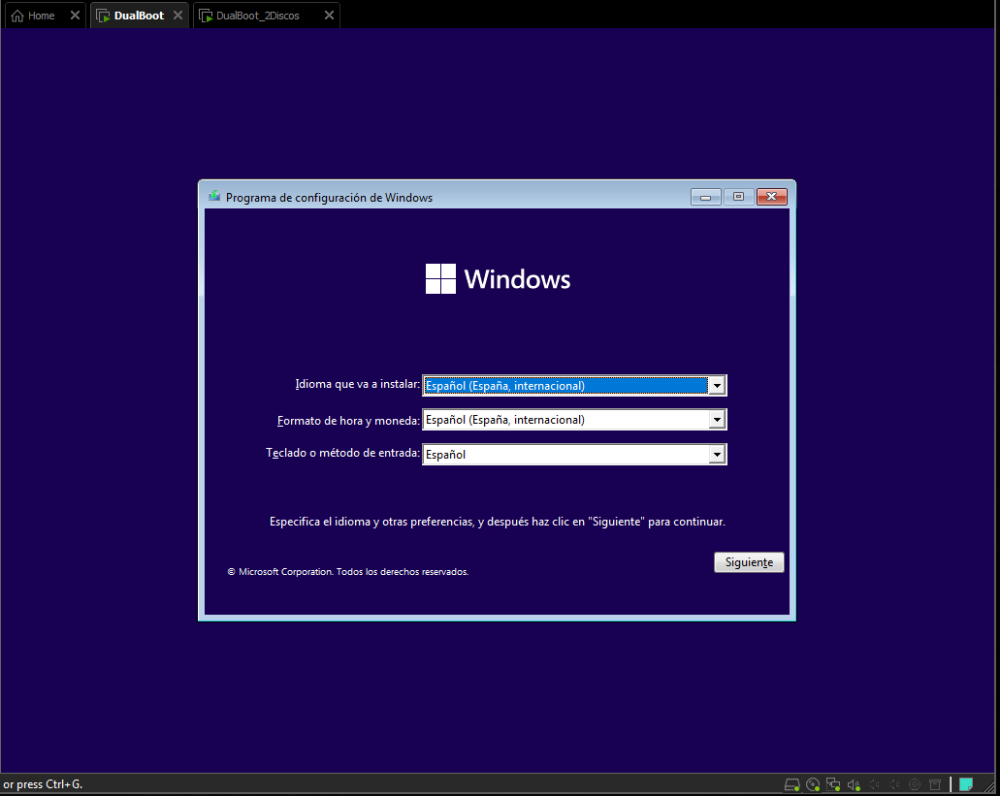 Home
DualBoot
DualBoot_2Discos
Programa de configuración de Windows
Windows
Idioma que va a instalar: Español (España, internacional)
Formato de hora y moneda: Español (España, internacional)
Teclado o método de entrada: Español
Especifica el idioma y otras preferencias, y después haz clic en "Siguiente" para continuar.
Siguiente
© Microsoft Corporation. Todos los derechos reservados.
or press Ctrl+G.